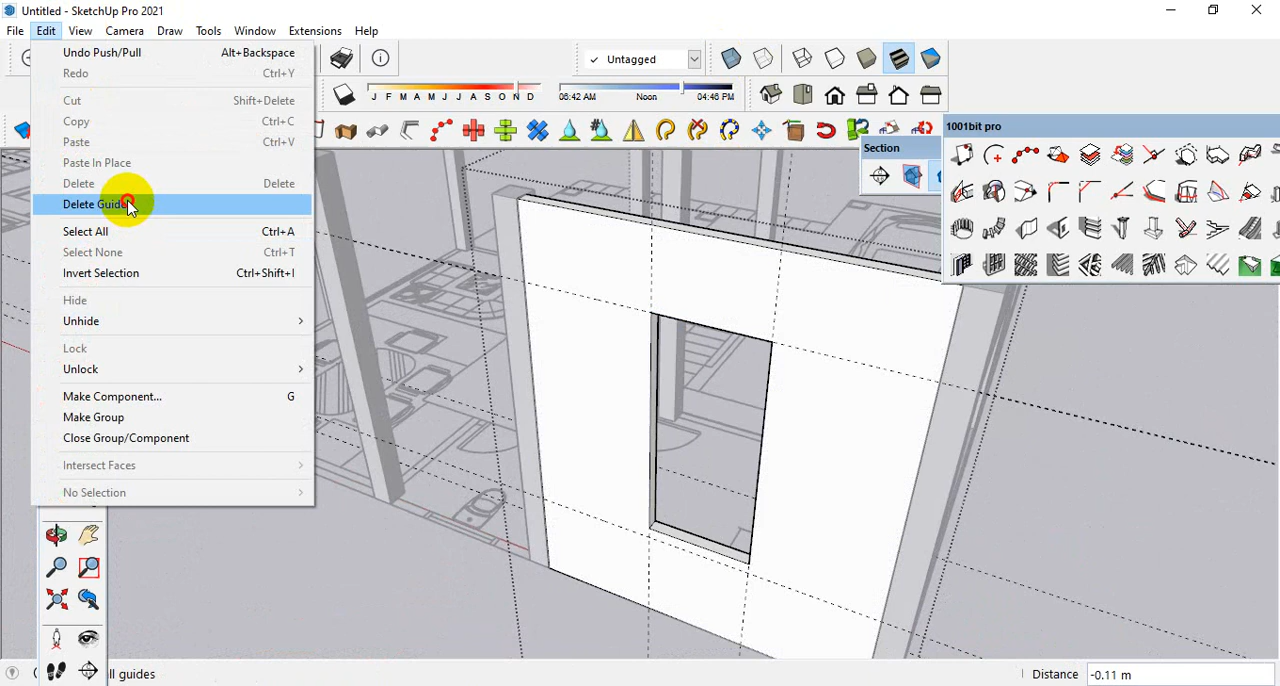 Untitled - SketchUp Pro 2021
File Edit View Camera Draw Tools Window Extensions Help
Undo Push/Pull Alt+Backspace
Redo Ctrl+Y
Cut Shift+Delete
Copy Ctrl+C
Paste Ctrl+V
Paste In Place
Delete Delete
Delete Guide
Select All Ctrl+A
Select None Ctrl+T
Invert Selection Ctrl+Shift+I
Hide
Unhide
Lock
Unlock
Make Component... G
Make Group
Close Group/Component
Intersect Faces
No Selection
Untagged
J F M A M J J A S O N D
06:42 AM Noon 04:46 PM
1001bit pro
Section
ll guides
Distance -0.11 m